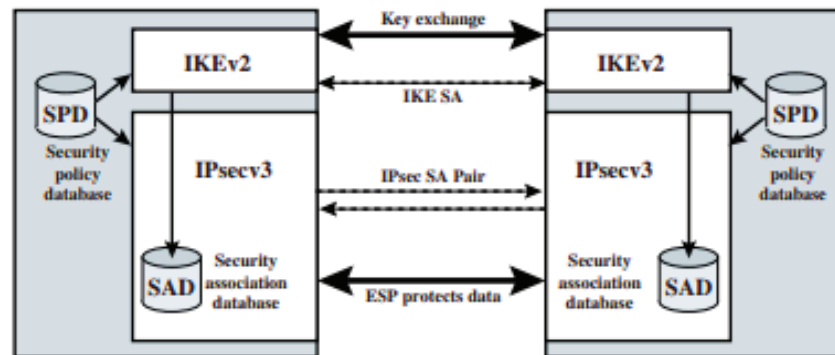 Key exchange
IKEv2
IKEv2
SPD
IKE SA
SPD
Security
policy
database
IPsecv3
IPsec SA Pair
IPsecv3
Security
policy
database
SAD
Security
association
database
ESP protects data
Security
association
database
SAD